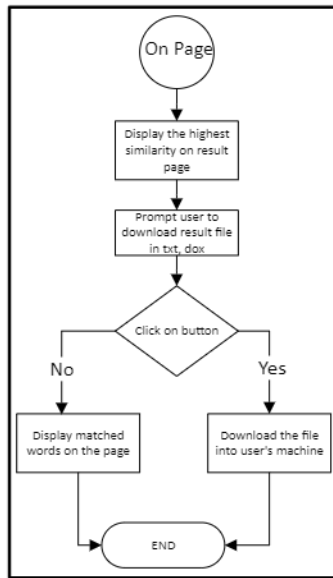 On Page
Display the highest
similarity on result
page
Prompt user to
download result file
in txt, dox
Click on button
No
Yes
Display matched
words on the page
Download the file
into user's machine
END